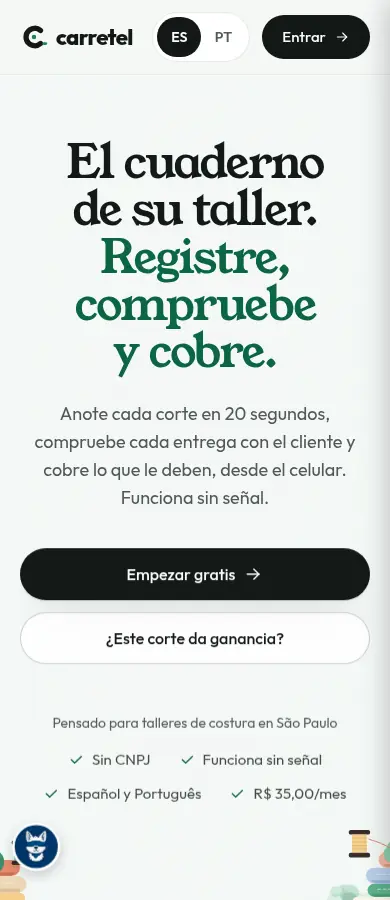 carretel
ES PT
Entrar →
El cuaderno
de su taller.
Registre,
compruebe
y cobre.
Anote cada corte en 20 segundos,
compruebe cada entrega con el cliente y
cobre lo que le deben, desde el celular.
Funciona sin señal.
Empezar gratis →
¿Este corte da ganancia?
Pensado para talleres de costura en São Paulo
✓ Sin CNPJ ✓ Funciona sin señal
✓ Español y Português ✓ R$ 35,00/mes